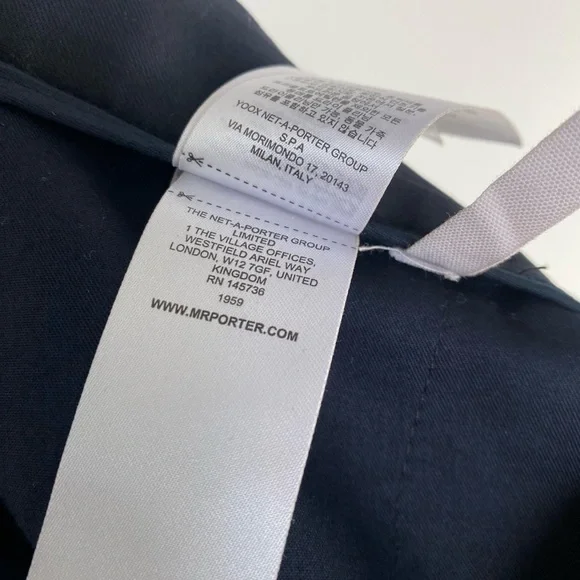 YOOX NET-A-PORTER GROUP
S.P.A
VIA MORIMONDO 17, 20143
MILAN, ITALY
THE NET-A-PORTER GROUP
LIMITED
1 THE VILLAGE OFFICES,
WESTFIELD ARIEL WAY
LONDON, W12 7GF, UNITED
KINGDOM
RN 145736
1959
WWW.MRPORTER.COM